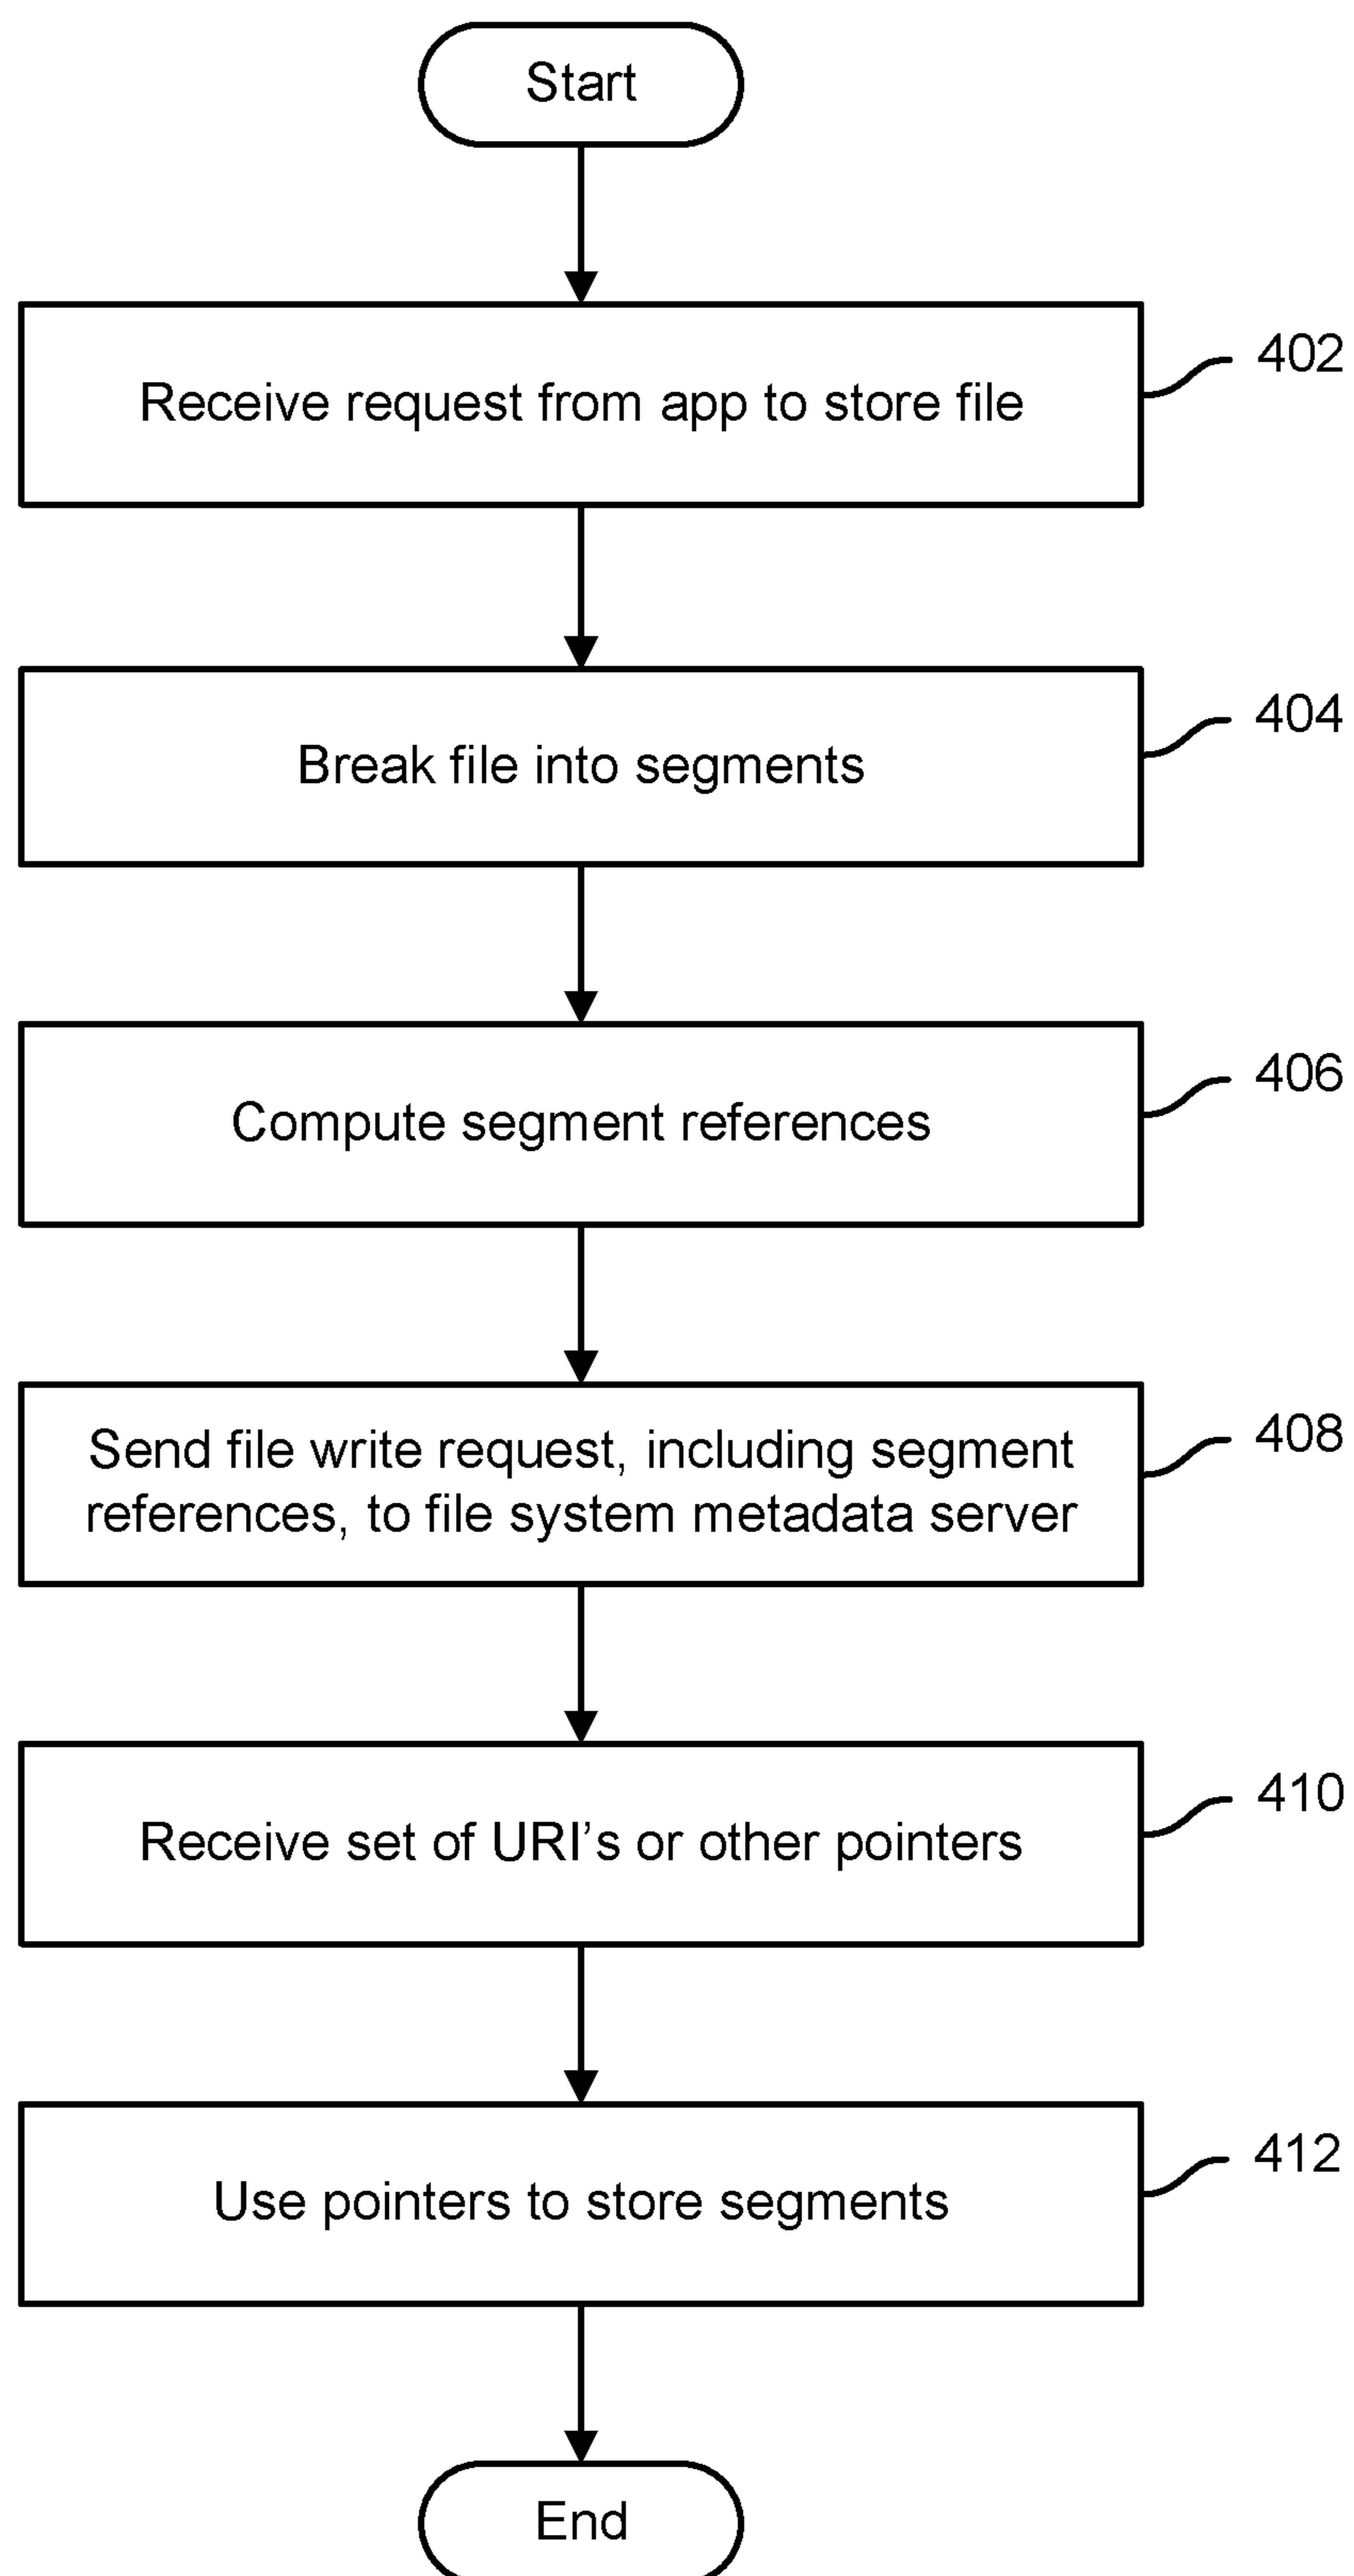 Start
Receive request from app to store file
402
Break file into segments
404
Compute segment references
406
Send file write request, including segment
references, to file system metadata server
408
Receive set of URI’s or other pointers
410
Use pointers to store segments
412
End